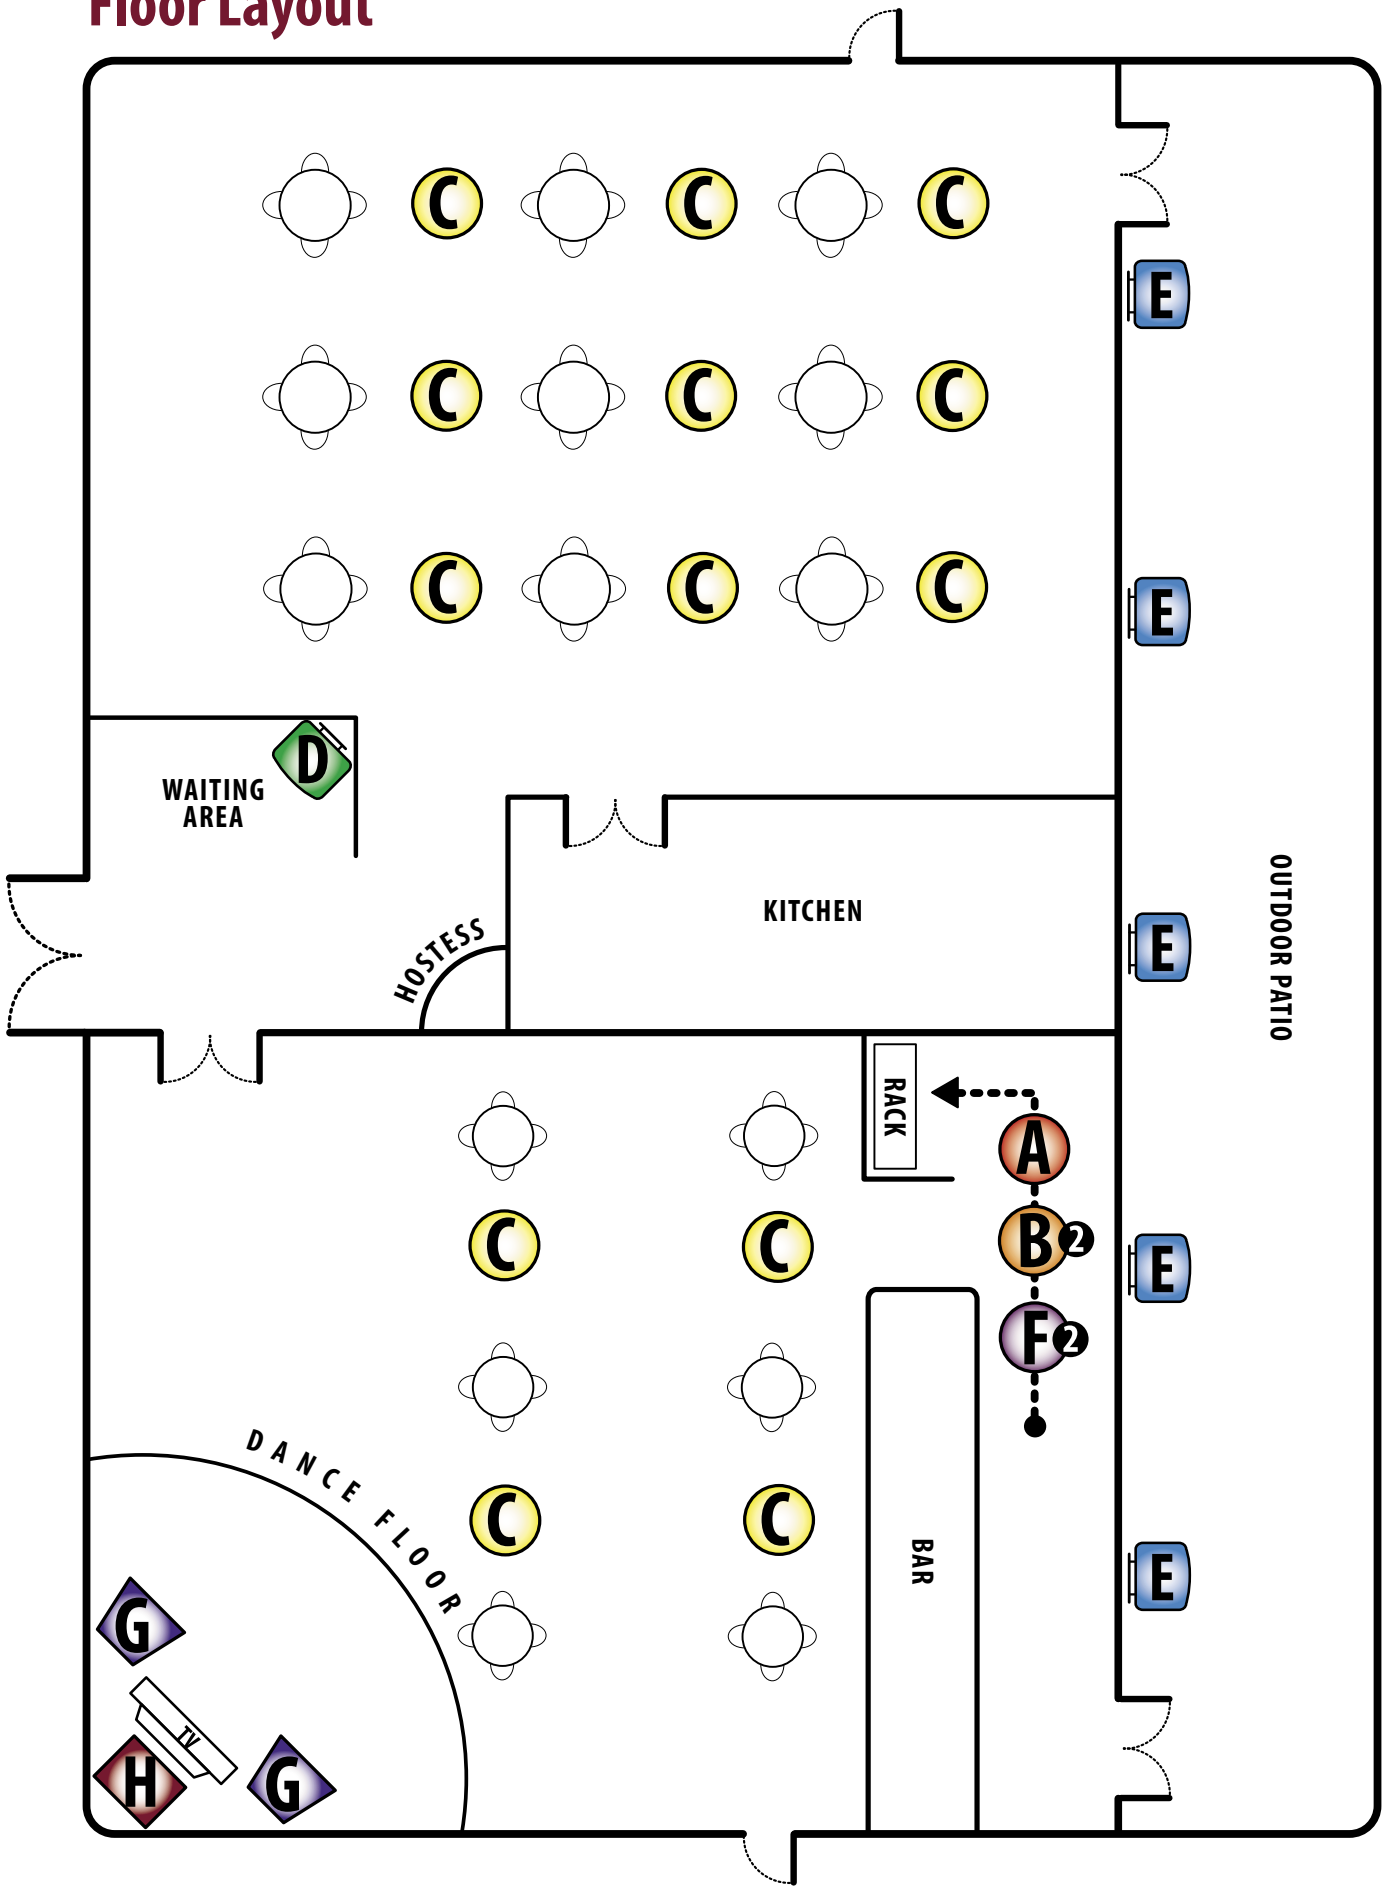 Floor Layout
C C C
E
C C C
C C C
E
D
WAITING
AREA
KITCHEN
HOSTESS
E
OUTDOOR PATIO
RACK
A
B 2
C C
E
F 2
DANCE FLOOR
C C
BAR
E
G
TV
H
G